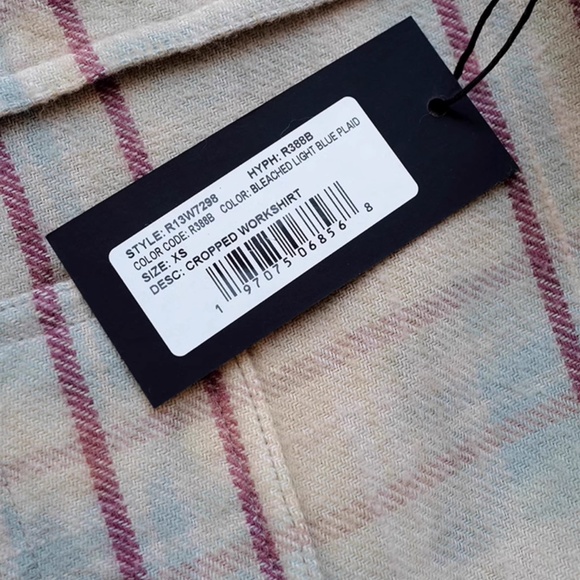 STYLE: R13W7298 HYPH: R388B
COLOR CODE: R388B COLOR: BLEACHED LIGHT BLUE PLAID
SIZE: XS
DESC: CROPPED WORKSHIRT
1 97075 06856 8